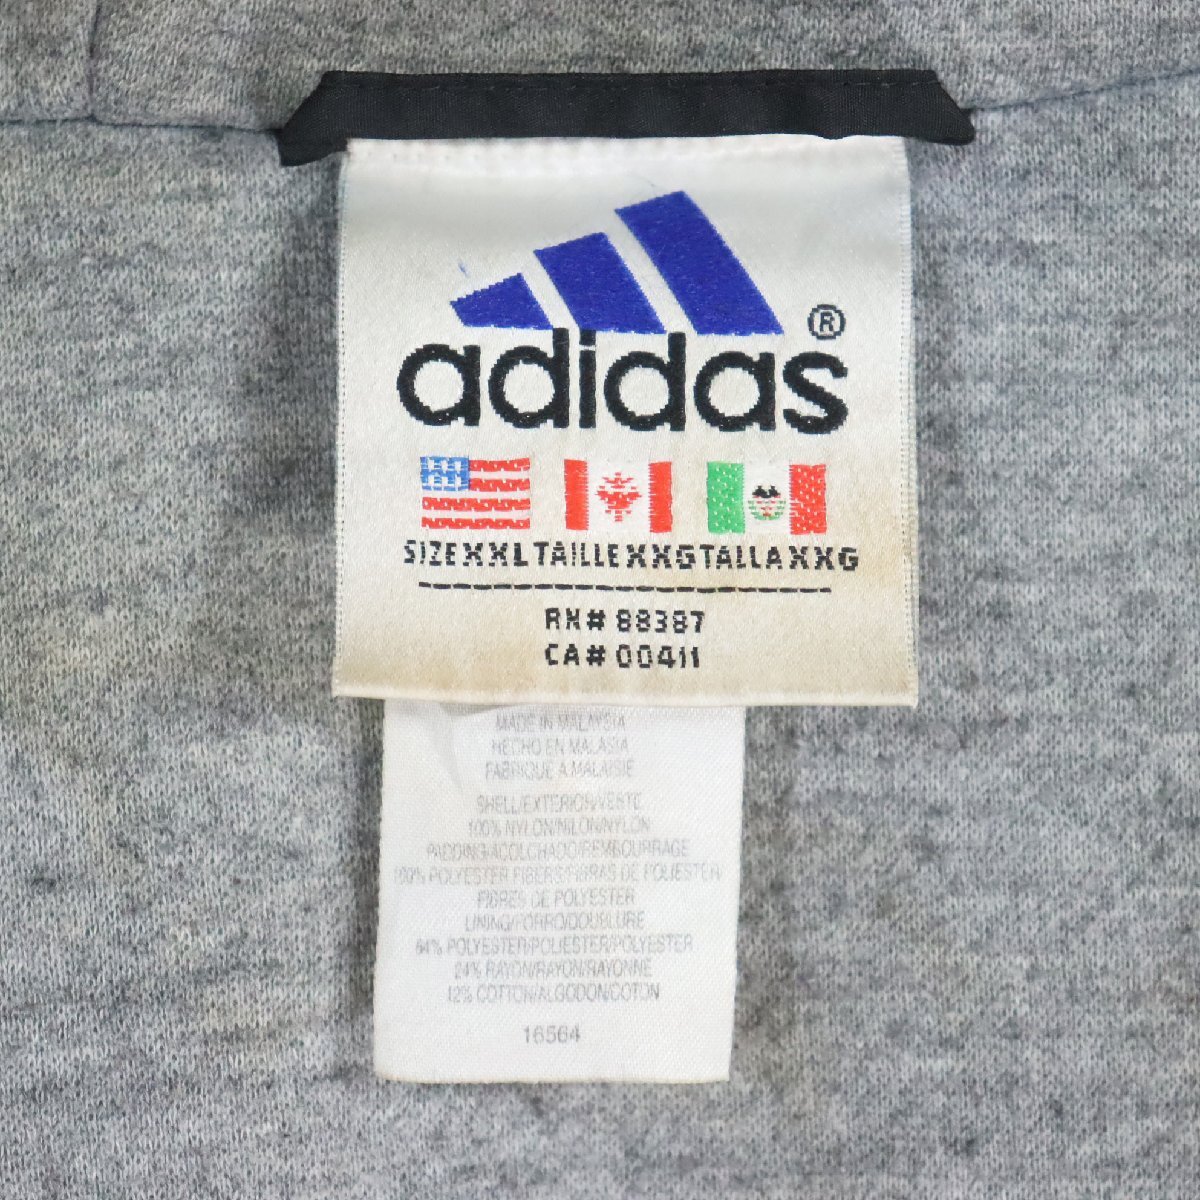 adidas ®
SIZE XXL TAILLE XXG TALLA XXG
RN# 88387
CA# 00411
MADE IN MALAYSIA
HECHO EN MALASIA
FABRIQUE A MALAISIE
SHELL/EXTERIOR/VESTE
100% NYLON/NILON/NYLON
PADDING/ACOLCHADO/REMBOURRAGE
100% POLYESTER FIBERS/FIBRAS DE POLIESTER
FIBRES DE POLYESTER
LINING/FORRO/DOUBLURE
64% POLYESTER/POLIESTER/POLYESTER
24% RAYON/RAYON/RAYONNE
12% COTTON/ALGODON/COTON
16564